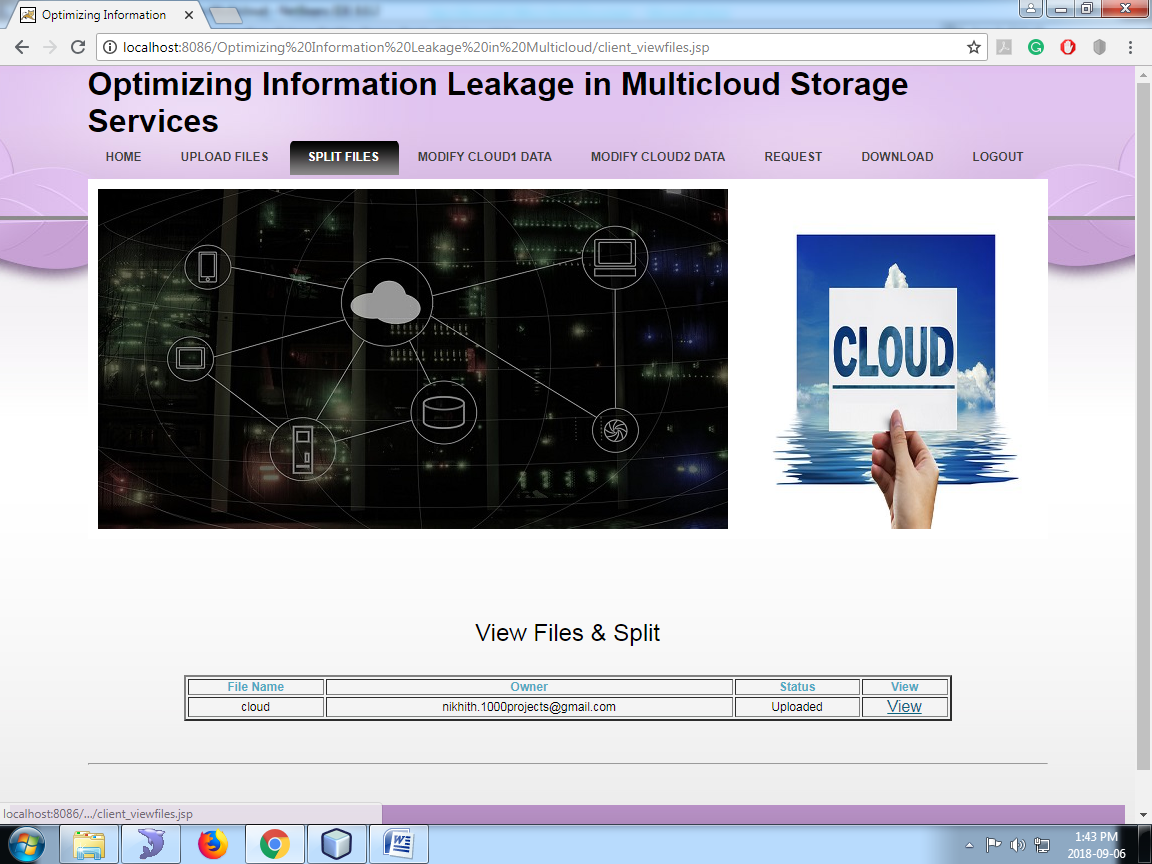 Optimizing Information
localhost:8086/Optimizing%20Information%20Leakage%20in%20Multicloud/client_viewfiles.jsp
Optimizing Information Leakage in Multicloud Storage
Services
HOME UPLOAD FILES SPLIT FILES MODIFY CLOUD1 DATA MODIFY CLOUD2 DATA REQUEST DOWNLOAD LOGOUT
CLOUD
View Files & Split
File Name Owner Status View
cloud nikhith.1000projects@gmail.com Uploaded View
localhost:8086/.../client_viewfiles.jsp
1:43 PM
2018-09-06